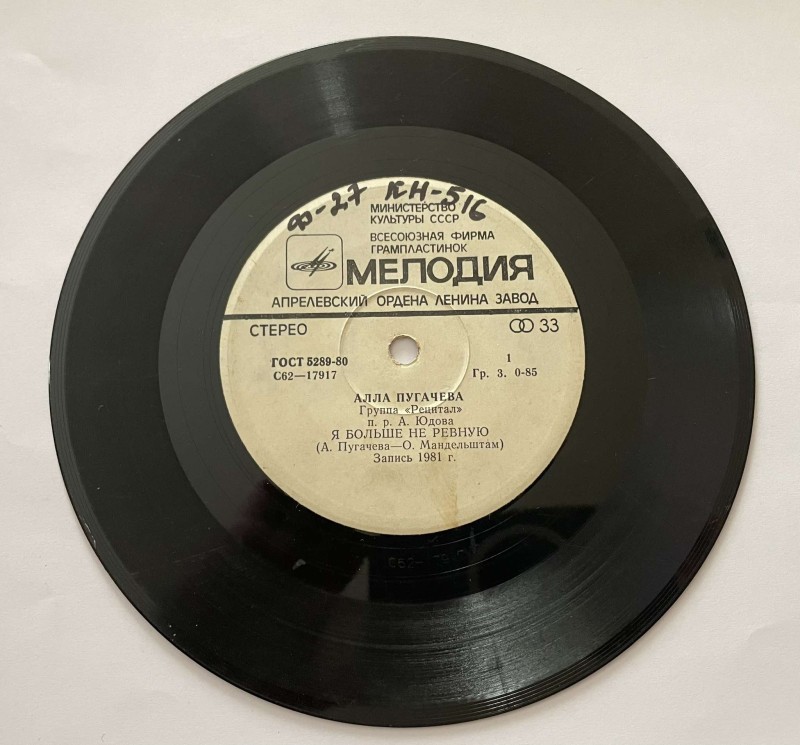 Ф-27 КН-516
МИНИСТЕРСТВО
КУЛЬТУРЫ СССР
ВСЕСОЮЗНАЯ ФИРМА
ГРАМПЛАСТИНОК
МЕЛОДИЯ
АПРЕЛЕВСКИЙ ОРДЕНА ЛЕНИНА ЗАВОД
СТЕРЕО 33
ГОСТ 5289-80 1
С62—17917 Гр. 3. 0-85
АЛЛА ПУГАЧЕВА
Группа «Рецитал»
п. р. А. Юдова
Я БОЛЬШЕ НЕ РЕВНУЮ
(А. Пугачева—О. Мандельштам)
Запись 1981 г.
С62- 7917